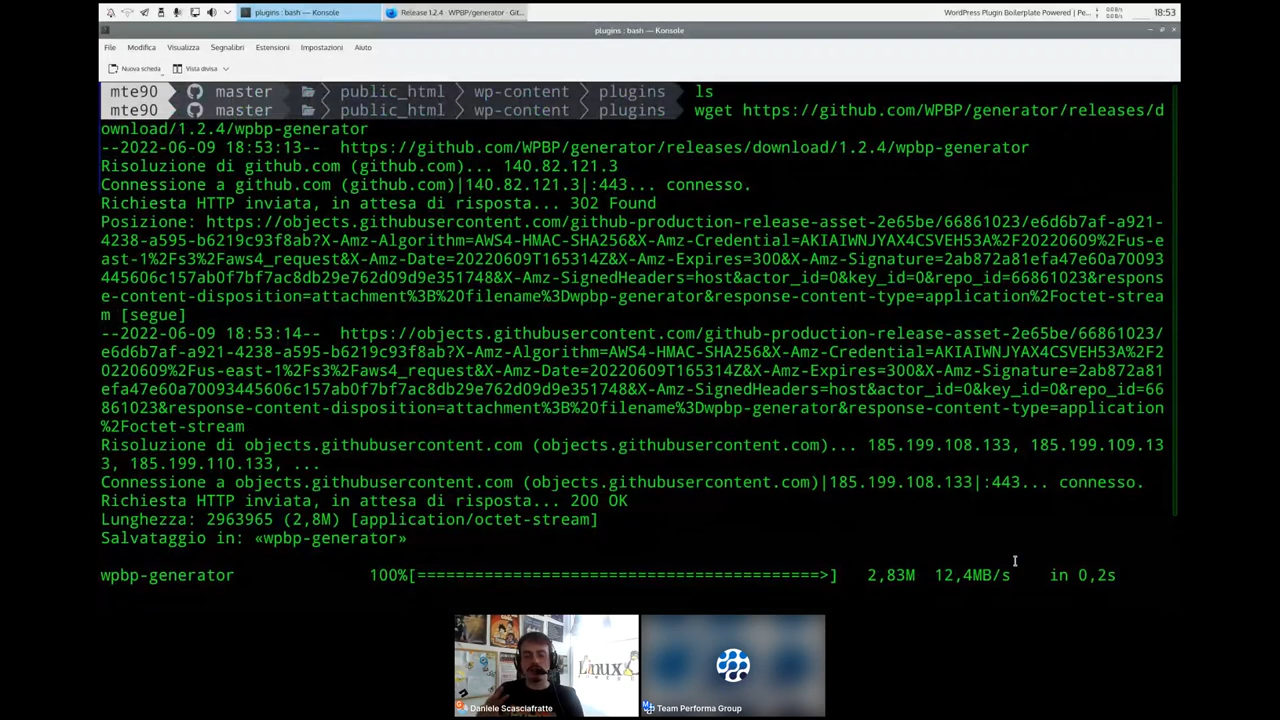 plugins : bash — Konsole
Release 1.2.4 · WPBP/generator · Git...
WordPress Plugin Boilerplate Powered | Pe...
0.0 B/s
0.0 B/s
18:53
plugins : bash — Konsole
File Modifica Visualizza Segnalibri Estensioni Impostazioni Aiuto
Nuova scheda Vista divisa
mte90 master public_html wp-content plugins ls
mte90 master public_html wp-content plugins wget https://github.com/WPBP/generator/releases/d
ownload/1.2.4/wpbp-generator
--2022-06-09 18:53:13-- https://github.com/WPBP/generator/releases/download/1.2.4/wpbp-generator
Risoluzione di github.com (github.com)... 140.82.121.3
Connessione a github.com (github.com)|140.82.121.3|:443... connesso.
Richiesta HTTP inviata, in attesa di risposta... 302 Found
Posizione: https://objects.githubusercontent.com/github-production-release-asset-2e65be/66861023/e6d6b7af-a921-
4238-a595-b6219c93f8ab?X-Amz-Algorithm=AWS4-HMAC-SHA256&X-Amz-Credential=AKIAIWNJYAX4CSVEH53A%2F20220609%2Fus-e
ast-1%2Fs3%2Faws4_request&X-Amz-Date=20220609T165314Z&X-Amz-Expires=300&X-Amz-Signature=2ab872a81efa47e60a70093
445606c157ab0f7bf7ac8db29e762d09d9e351748&X-Amz-SignedHeaders=host&actor_id=0&key_id=0&repo_id=66861023&respons
e-content-disposition=attachment%3B%20filename%3Dwpbp-generator&response-content-type=application%2Foctet-strea
m [segue]
--2022-06-09 18:53:14-- https://objects.githubusercontent.com/github-production-release-asset-2e65be/66861023/
e6d6b7af-a921-4238-a595-b6219c93f8ab?X-Amz-Algorithm=AWS4-HMAC-SHA256&X-Amz-Credential=AKIAIWNJYAX4CSVEH53A%2F2
0220609%2Fus-east-1%2Fs3%2Faws4_request&X-Amz-Date=20220609T165314Z&X-Amz-Expires=300&X-Amz-Signature=2ab872a81
efa47e60a70093445606c157ab0f7bf7ac8db29e762d09d9e351748&X-Amz-SignedHeaders=host&actor_id=0&key_id=0&repo_id=66
861023&response-content-disposition=attachment%3B%20filename%3Dwpbp-generator&response-content-type=application
%2Foctet-stream
Risoluzione di objects.githubusercontent.com (objects.githubusercontent.com)... 185.199.108.133, 185.199.109.13
3, 185.199.110.133, ...
Connessione a objects.githubusercontent.com (objects.githubusercontent.com)|185.199.108.133|:443... connesso.
Richiesta HTTP inviata, in attesa di risposta... 200 OK
Lunghezza: 2963965 (2,8M) [application/octet-stream]
Salvataggio in: «wpbp-generator»
wpbp-generator 100%[==========================================>] 2,83M 12,4MB/s in 0,2s
Linux
Daniele Scasciafratte
Team Performa Group